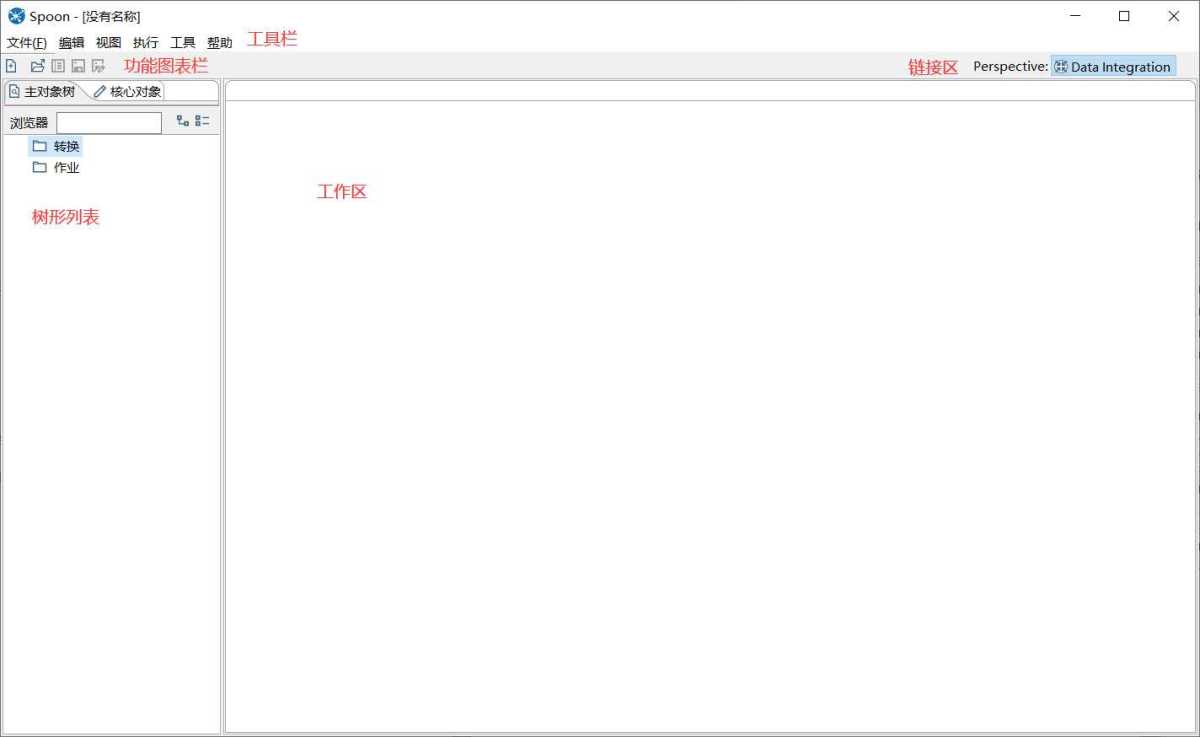 Spoon - [没有名称]
文件(F) 编辑 视图 执行 工具 帮助 工具栏
功能图表栏 链接区 Perspective: Data Integration
主对象树 核心对象
浏览器
转换
作业
工作区
树形列表